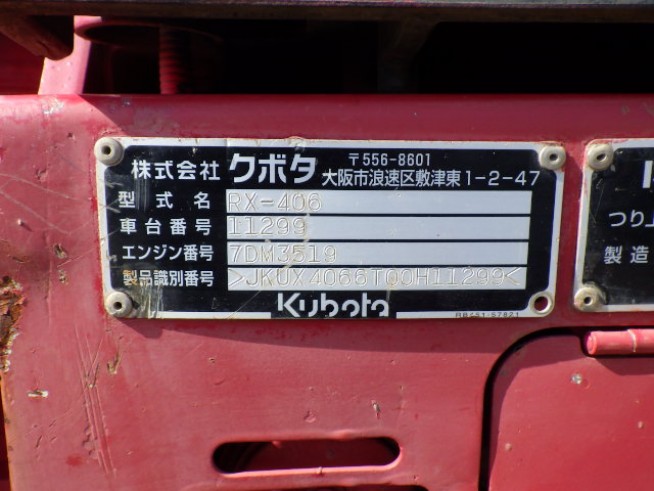 株式会社 クボタ 〒556-8601
大阪市浪速区敷津東1-2-47
型式名 RX-406
車台番号 11299
エンジン番号 7DM3519
製品識別番号 >JKUX4066T00H11299<
Kubota
つり上
製造